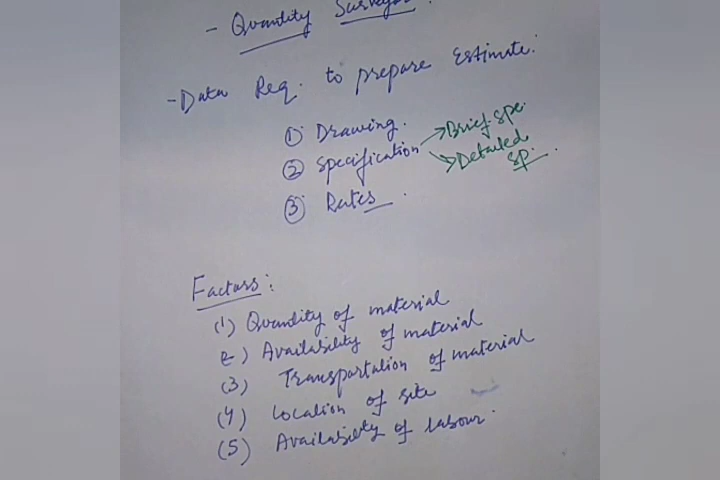 - Quantity Surveyor.
- Data Req. to prepare Estimate:
① Drawing.
② Specification → Brief. Spe.
→ Detailed sp.
③ Rates.
Factors:
(1) Quantity of material
2) Availability of material
(3) Transportation of material
(4) Location of site
(5) Availability of labour.